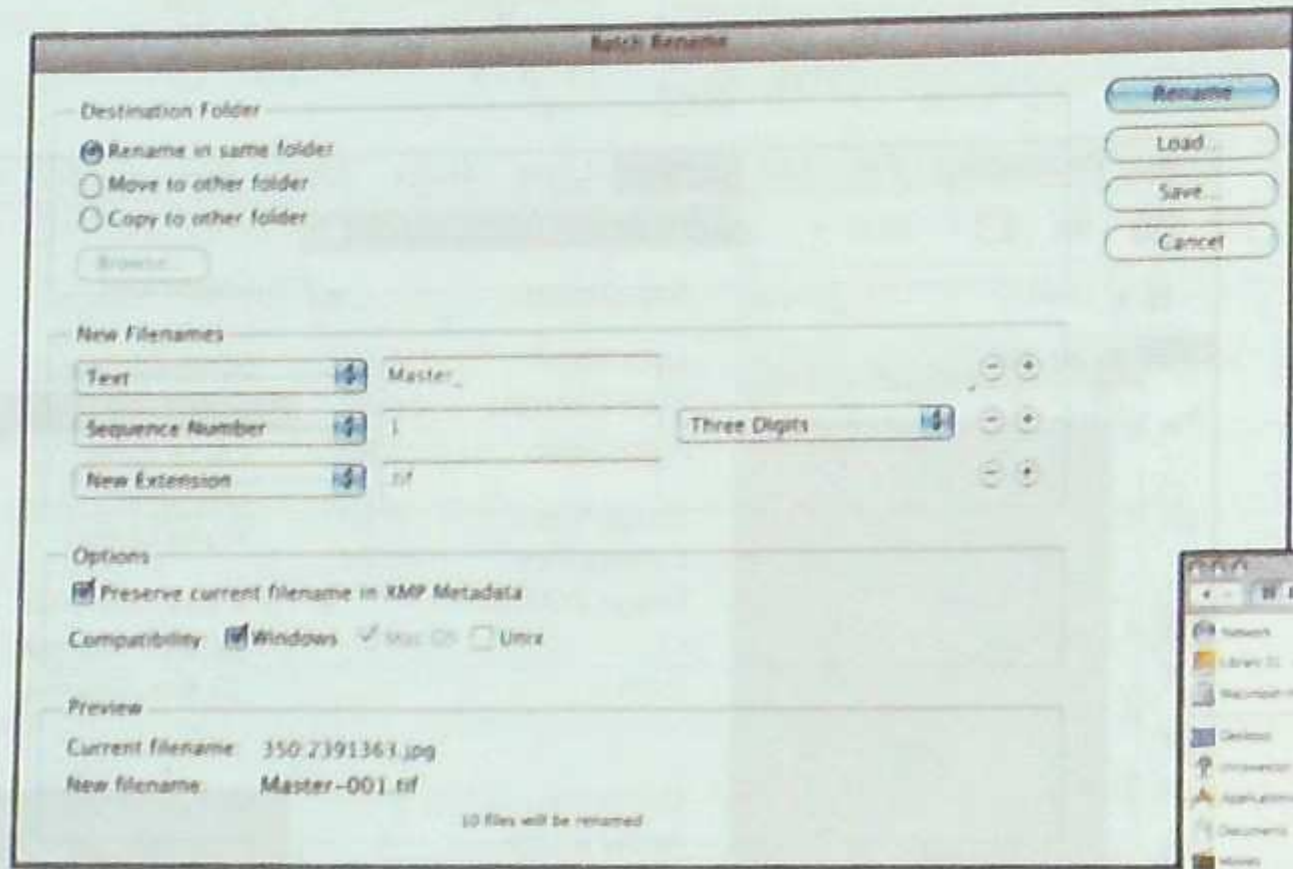 Batch Rename
Destination Folder
Rename in same folder
Move to other folder
Copy to other folder
Browse...
Rename
Load...
Save...
Cancel
New Filenames
Text Master_
Sequence Number 1 Three Digits
New Extension .tif
Options
Preserve current filename in XMP Metadata
Compatibility: Windows Mac OS Unix
Preview
Current filename: 350:2391363.jpg
New filename: Master-001.tif
10 files will be renamed
Network
Desktop
Applications
Documents
Movies